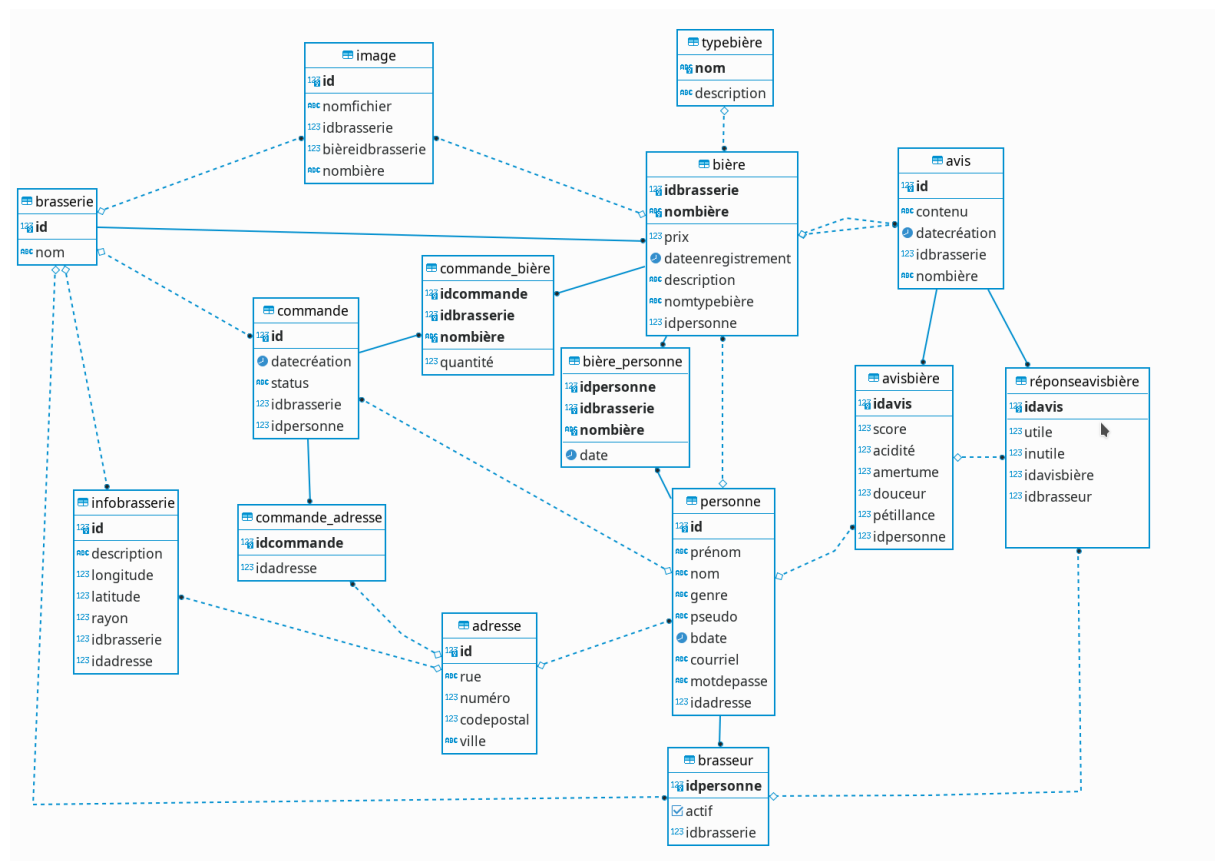 image
id
nomfichier
idbrasserie
bièreidbrasserie
nombière
typebière
nom
description
bière
idbrasserie
nombière
prix
dateenregistrement
description
nomtypebière
idpersonne
avis
id
contenu
datecréation
idbrasserie
nombière
brasserie
id
nom
commande_bière
idcommande
idbrasserie
nombière
quantité
commande
id
datecréation
status
idbrasserie
idpersonne
bière_personne
idpersonne
idbrasserie
nombière
date
avisbière
idavis
score
acidité
amertume
douceur
pétillance
idpersonne
réponseavisbière
idavis
utile
inutile
idavisbière
idbrasseur
infobrasserie
id
description
longitude
latitude
rayon
idbrasserie
idadresse
commande_adresse
idcommande
idadresse
personne
id
prénom
nom
genre
pseudo
bdate
courriel
motdepasse
idadresse
adresse
id
rue
numéro
codepostal
ville
brasseur
idpersonne
actif
idbrasserie